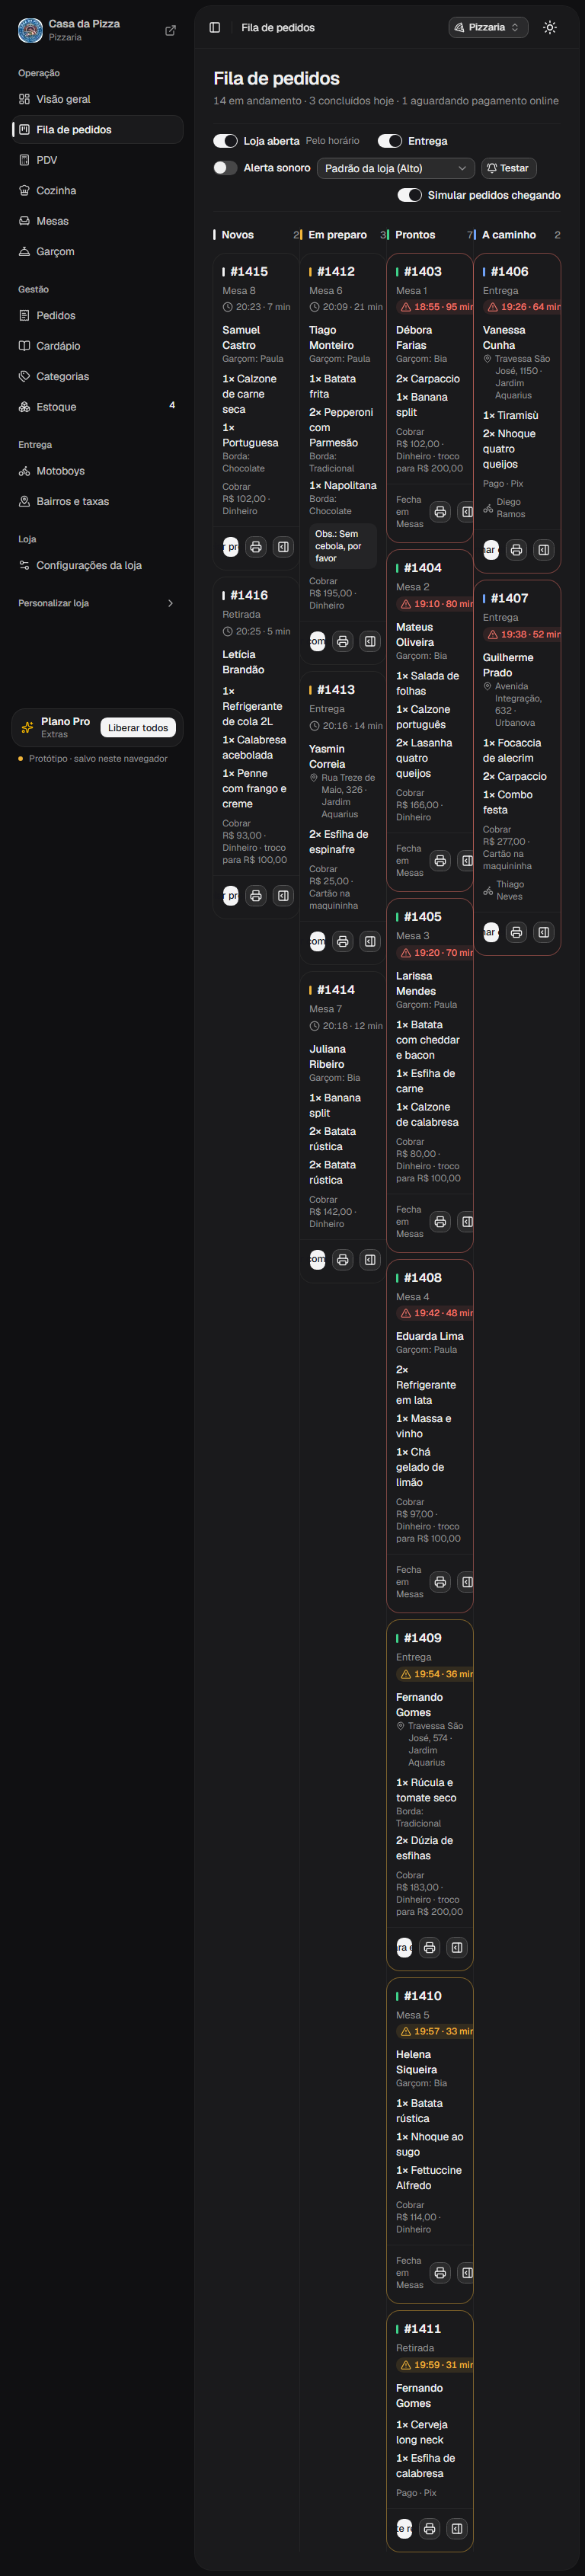 Casa da Pizza
Pizzaria
Operação
Visão geral
Fila de pedidos
PDV
Cozinha
Mesas
Garçom
Gestão
Pedidos
Cardápio
Categorias
Estoque 4
Entrega
Motoboys
Bairros e taxas
Loja
Configurações da loja
Personalizar loja
Plano Pro
Extras
Liberar todos
Protótipo · salvo neste navegador
Fila de pedidos
Pizzaria
Fila de pedidos
14 em andamento · 3 concluídos hoje · 1 aguardando pagamento online
Loja aberta Pelo horário Entrega
Alerta sonoro Padrão da loja (Alto) Testar
Simular pedidos chegando
Novos 2
#1415
Mesa 8
20:23 · 7 min
Samuel
Castro
Garçom: Paula
1× Calzone
de carne
seca
1×
Portuguesa
Borda:
Chocolate
Cobrar
R$ 102,00 ·
Dinheiro
#1416
Retirada
20:25 · 5 min
Letícia
Brandão
1×
Refrigerante
de cola 2L
1× Calabresa
acebolada
1× Penne
com frango e
creme
Cobrar
R$ 93,00 ·
Dinheiro · troco
para R$ 100,00
Em preparo 3
#1412
Mesa 6
20:09 · 21 min
Tiago
Monteiro
Garçom: Paula
1× Batata
frita
2× Pepperoni
com
Parmesão
Borda:
Tradicional
1× Napolitana
Borda:
Chocolate
Obs.: Sem
cebola, por
favor
Cobrar
R$ 195,00 ·
Dinheiro
com
#1413
Entrega
20:16 · 14 min
Yasmin
Correia
Rua Treze de
Maio, 326 ·
Jardim
Aquarius
2× Esfiha de
espinafre
Cobrar
R$ 25,00 ·
Cartão na
maquininha
com
#1414
Mesa 7
20:18 · 12 min
Juliana
Ribeiro
Garçom: Bia
1× Banana
split
2× Batata
rústica
2× Batata
rústica
Cobrar
R$ 142,00 ·
Dinheiro
com
Prontos 7
#1403
Mesa 1
18:55 · 95 min
Débora
Farias
Garçom: Bia
2× Carpaccio
1× Banana
split
Cobrar
R$ 102,00 ·
Dinheiro · troco
para R$ 200,00
Fecha
em
Mesas
#1404
Mesa 2
19:10 · 80 min
Mateus
Oliveira
Garçom: Bia
1× Salada de
folhas
1× Calzone
português
2× Lasanha
quatro
queijos
Cobrar
R$ 166,00 ·
Dinheiro
Fecha
em
Mesas
#1405
Mesa 3
19:20 · 70 min
Larissa
Mendes
Garçom: Paula
1× Batata
com cheddar
e bacon
1× Esfiha de
carne
1× Calzone
de calabresa
Cobrar
R$ 80,00 ·
Dinheiro · troco
para R$ 100,00
Fecha
em
Mesas
#1408
Mesa 4
19:42 · 48 min
Eduarda Lima
Garçom: Paula
2×
Refrigerante
em lata
1× Massa e
vinho
1× Chá
gelado de
limão
Cobrar
R$ 97,00 ·
Dinheiro · troco
para R$ 100,00
Fecha
em
Mesas
#1409
Entrega
19:54 · 36 min
Fernando
Gomes
Travessa São
José, 574 ·
Jardim
Aquarius
1× Rúcula e
tomate seco
Borda:
Tradicional
2× Dúzia de
esfihas
Cobrar
R$ 183,00 ·
Dinheiro · troco
para R$ 200,00
#1410
Mesa 5
19:57 · 33 min
Helena
Siqueira
Garçom: Bia
1× Batata
rústica
1× Nhoque ao
sugo
1× Fettuccine
Alfredo
Cobrar
R$ 114,00 ·
Dinheiro
Fecha
em
Mesas
#1411
Retirada
19:59 · 31 min
Fernando
Gomes
1× Cerveja
long neck
1× Esfiha de
calabresa
Pago · Pix
A caminho 2
#1406
Entrega
19:26 · 64 min
Vanessa
Cunha
Travessa São
José, 1150 ·
Jardim
Aquarius
1× Tiramisù
2× Nhoque
quatro
queijos
Pago · Pix
Diego
Ramos
#1407
Entrega
19:38 · 52 min
Guilherme
Prado
Avenida
Integração,
632 ·
Urbanova
1× Focaccia
de alecrim
2× Carpaccio
1× Combo
festa
Cobrar
R$ 277,00 ·
Cartão na
maquininha
Thiago
Neves